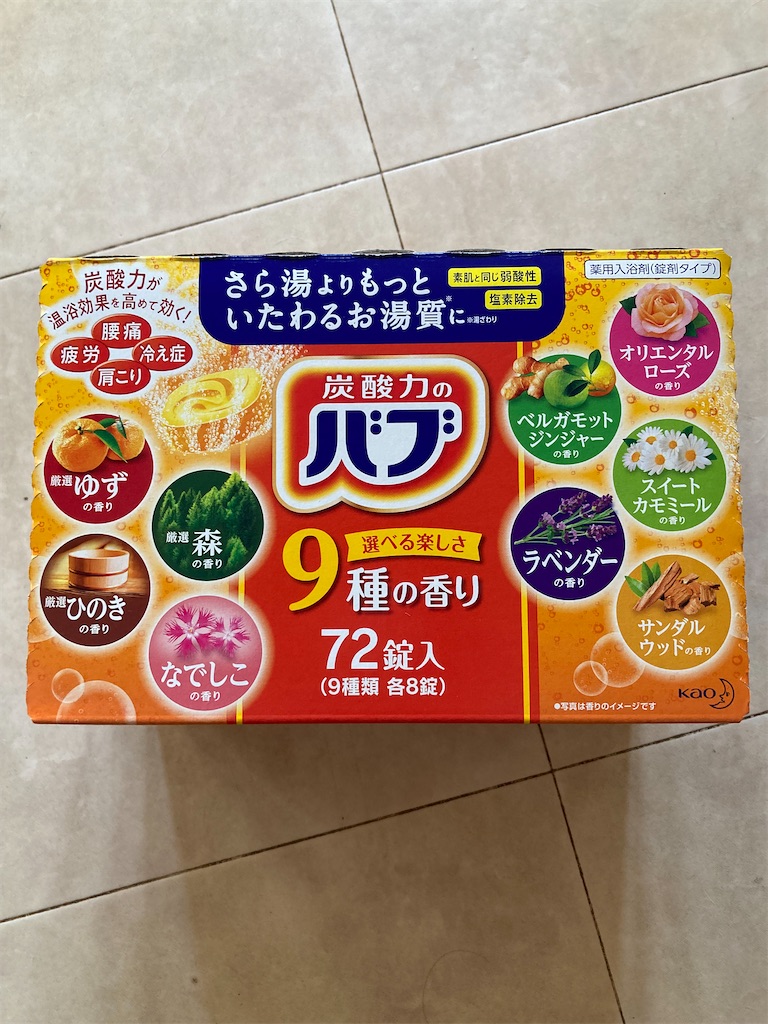 炭酸力が
温浴効果を高めて効く!
腰痛
疲労
冷え症
肩こり
さら湯よりもっと
いたわるお湯質に
※
※湯ざわり
素肌と同じ弱酸性
塩素除去
薬用入浴剤(錠剤タイプ)
炭酸力の
バブ
選べる楽しさ
9種の香り
72錠入
(9種類 各8錠)
厳選ゆず
の香り
厳選森
の香り
厳選ひのき
の香り
なでしこ
の香り
オリエンタル
ローズ
の香り
ベルガモット
ジンジャー
の香り
スイート
カモミール
の香り
ラベンダー
の香り
サンダル
ウッドの香り
Kao
●写真は香りのイメージです